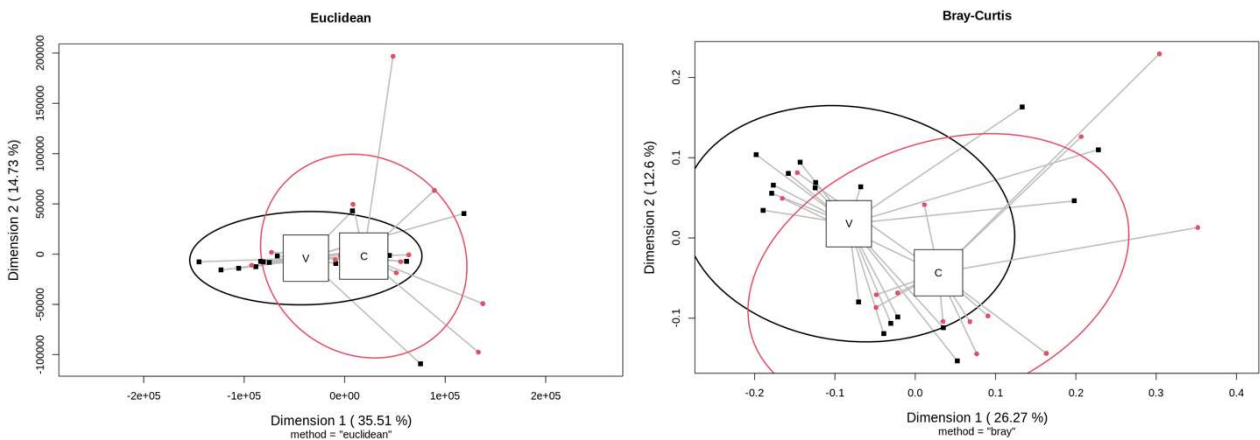 Euclidean
Dimension 2 ( 14.73 %)
200000
150000
100000
50000
0
-50000
-100000
V
C
-2e+05
-1e+05
0e+00
1e+05
2e+05
Dimension 1 ( 35.51 %)
method = "euclidean"
Bray-Curtis
Dimension 2 ( 12.6 %)
0.2
0.1
0.0
-0.1
V
C
-0.2
-0.1
0.0
0.1
0.2
0.3
0.4
Dimension 1 ( 26.27 %)
method = "bray"